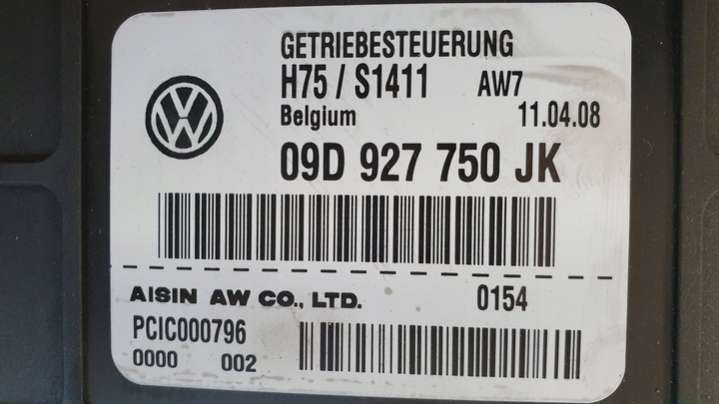 GETRIEBESTEUERUNG
H75 / S1411 AW7
Belgium 11.04.08
09D 927 750 JK
AISIN AW CO., LTD. 0154
PCIC000796
0000 002